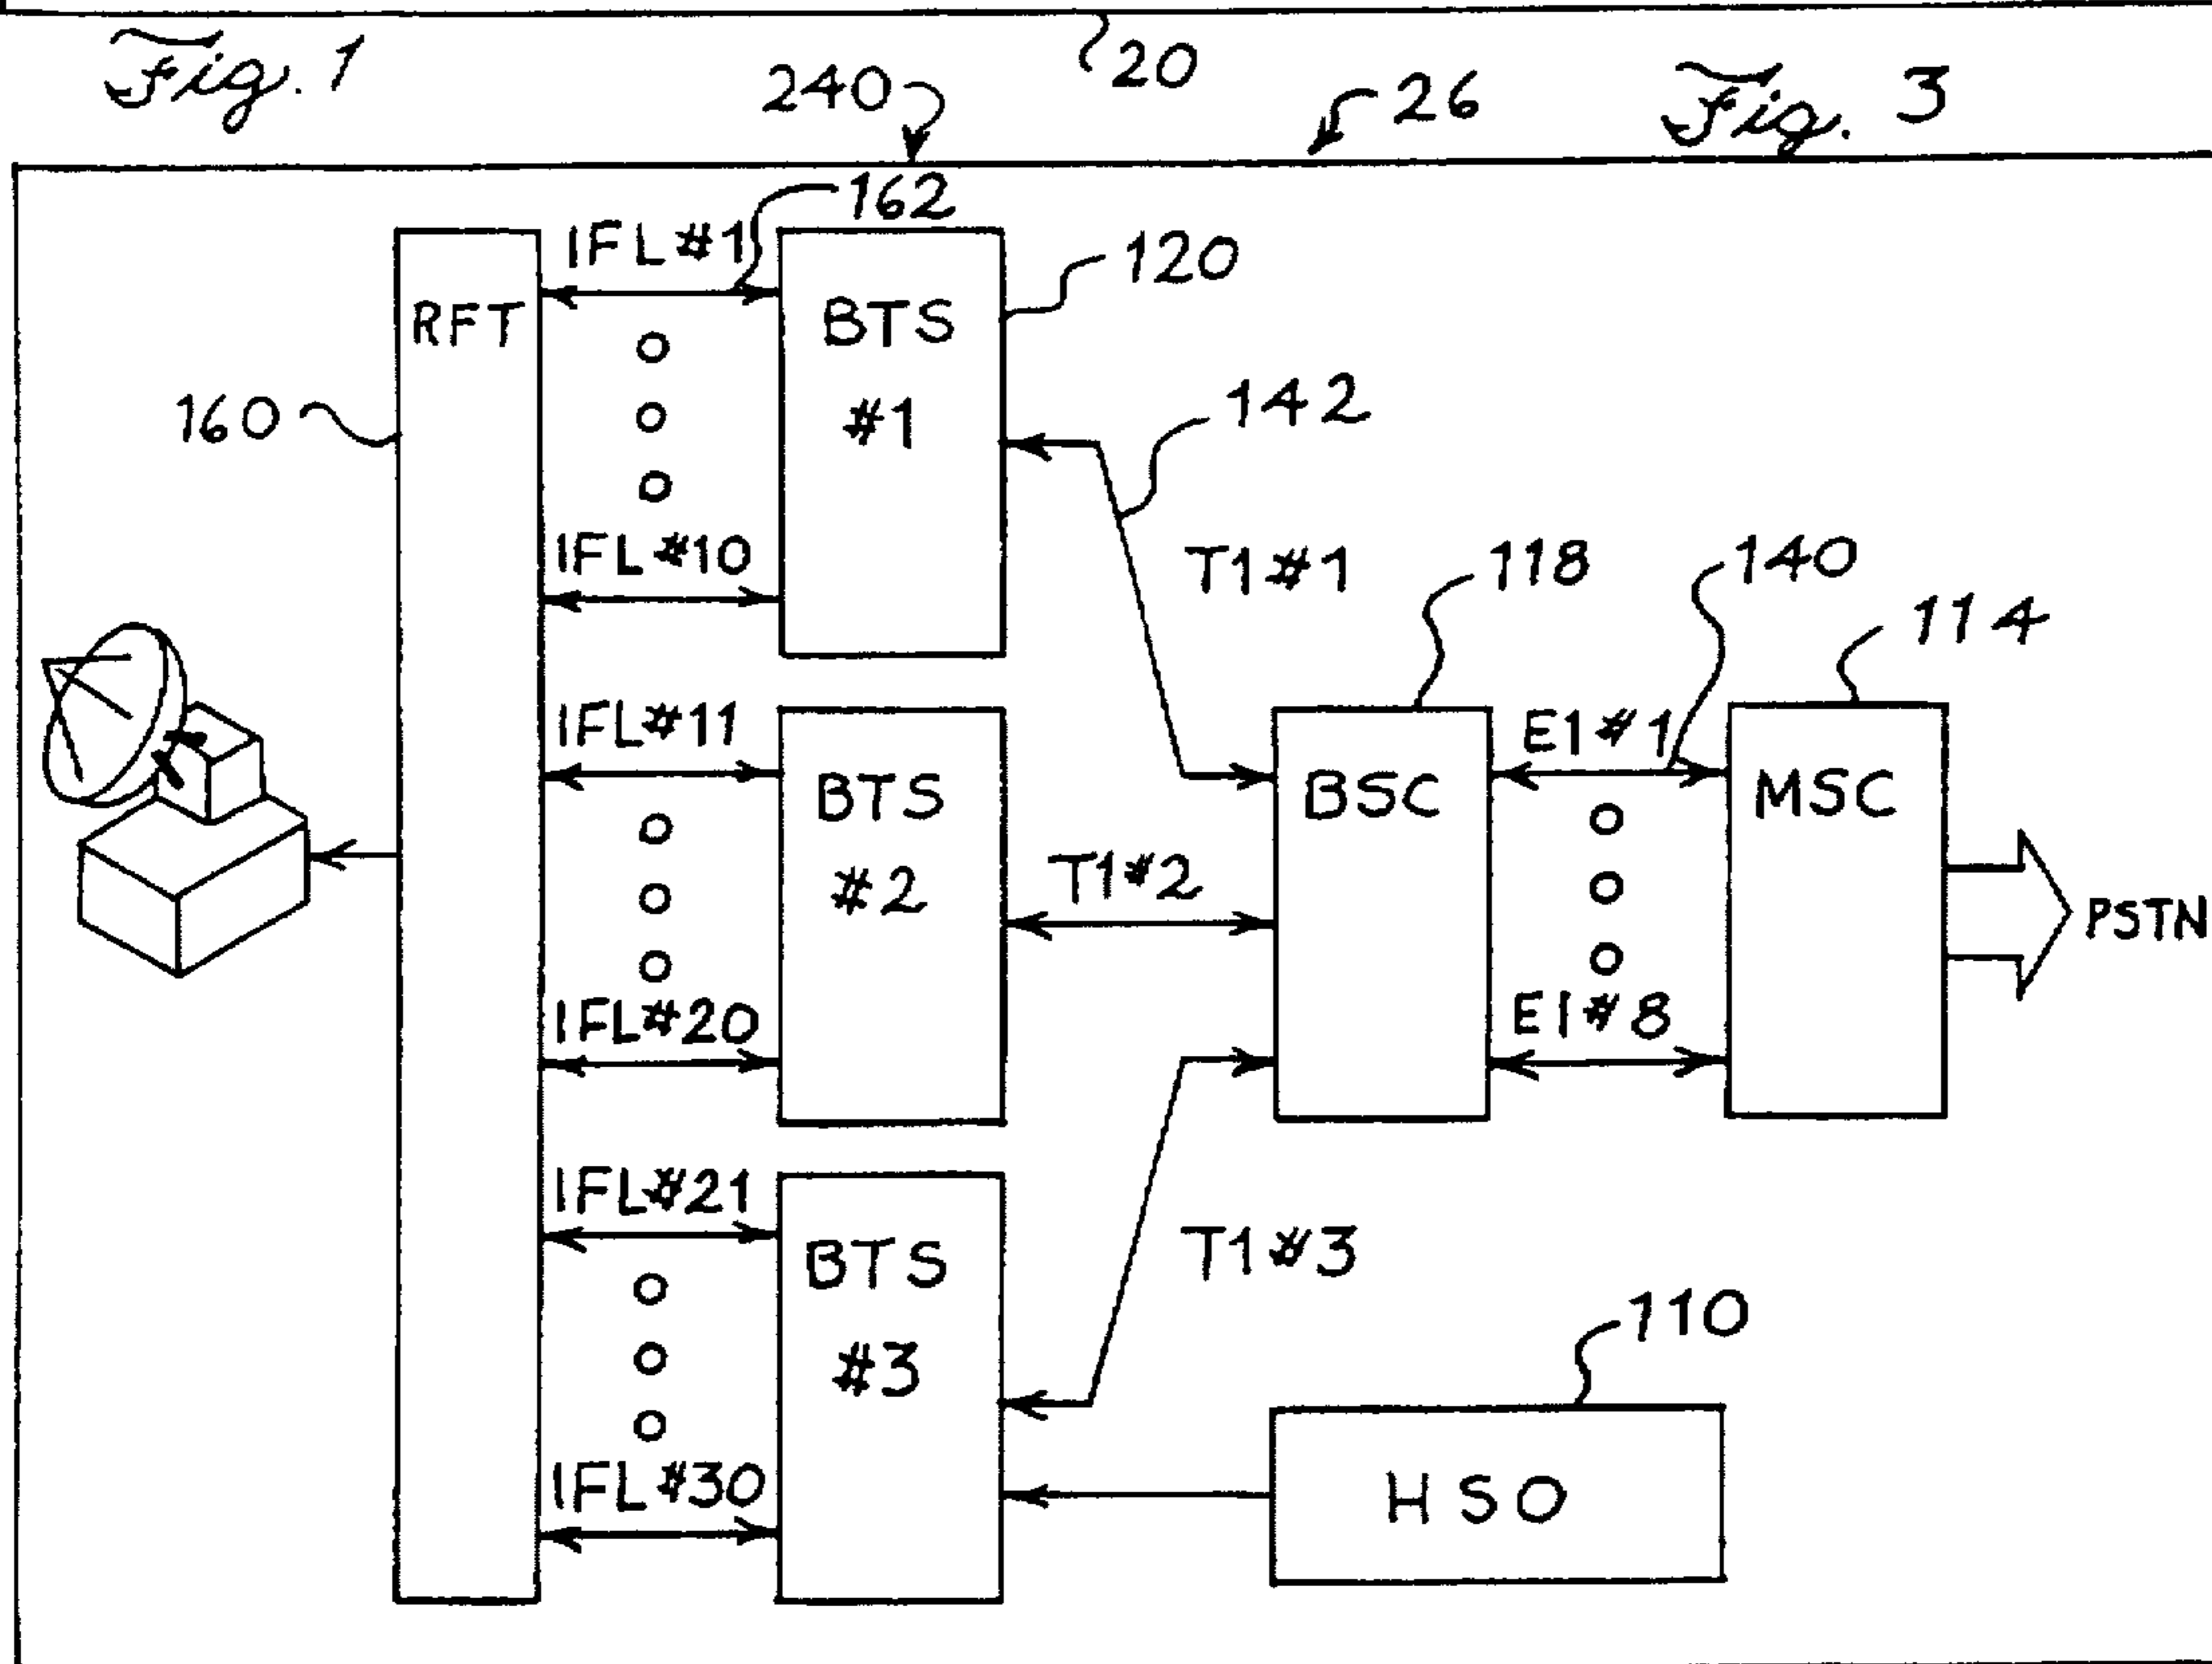 Fig. 1
20
240
26
Fig. 3
162
IFL#1
120
RFT
BTS
#1
160
142
IFL#10
T1#1
118
140
114
IFL#11
E1#1
BTS
#2
BSC
MSC
T1#2
PSTN
IFL#20
E1#8
IFL#21
BTS
#3
T1#3
110
IFL#30
HSO